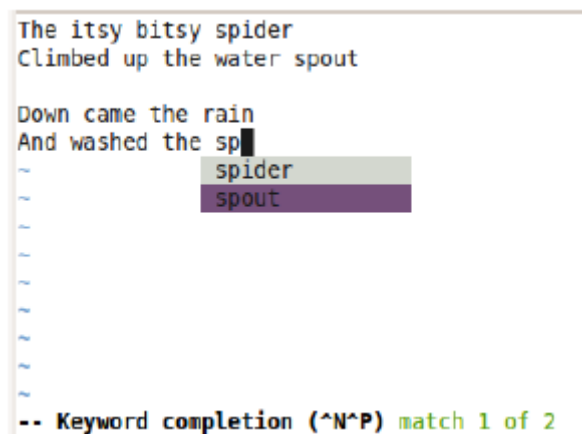 The itsy bitsy spider
Climbed up the water spout

Down came the rain
And washed the sp
spider
~
spout
~
~
~
~
~
~
~
~
-- Keyword completion (^N^P) match 1 of 2